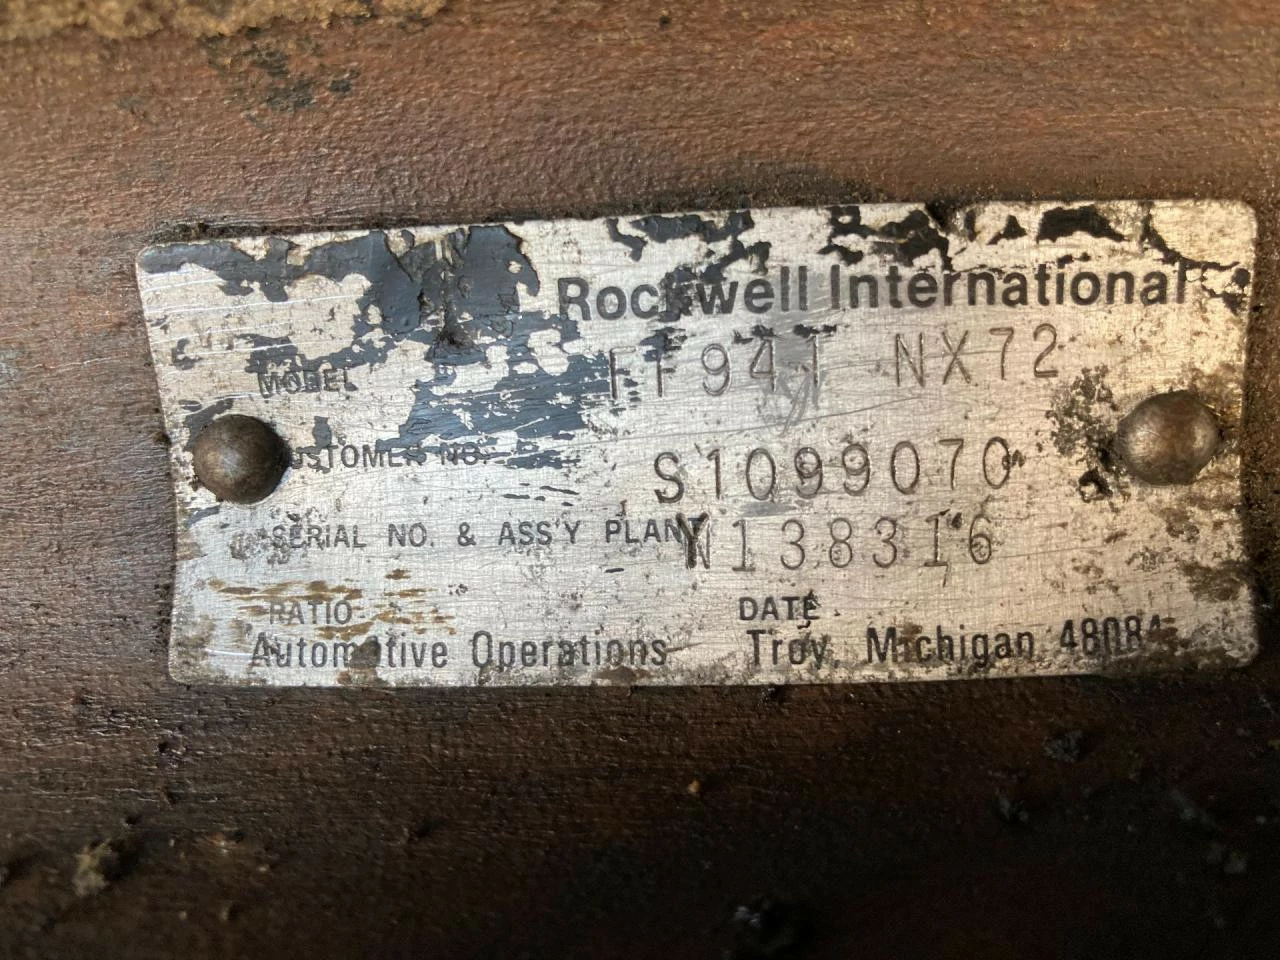 Rockwell International
MODEL FF941 NX72
CUSTOMER NO. S1099070
SERIAL NO. & ASS'Y PLANT N138316
RATIO DATE
Automotive Operations Troy, Michigan 48084